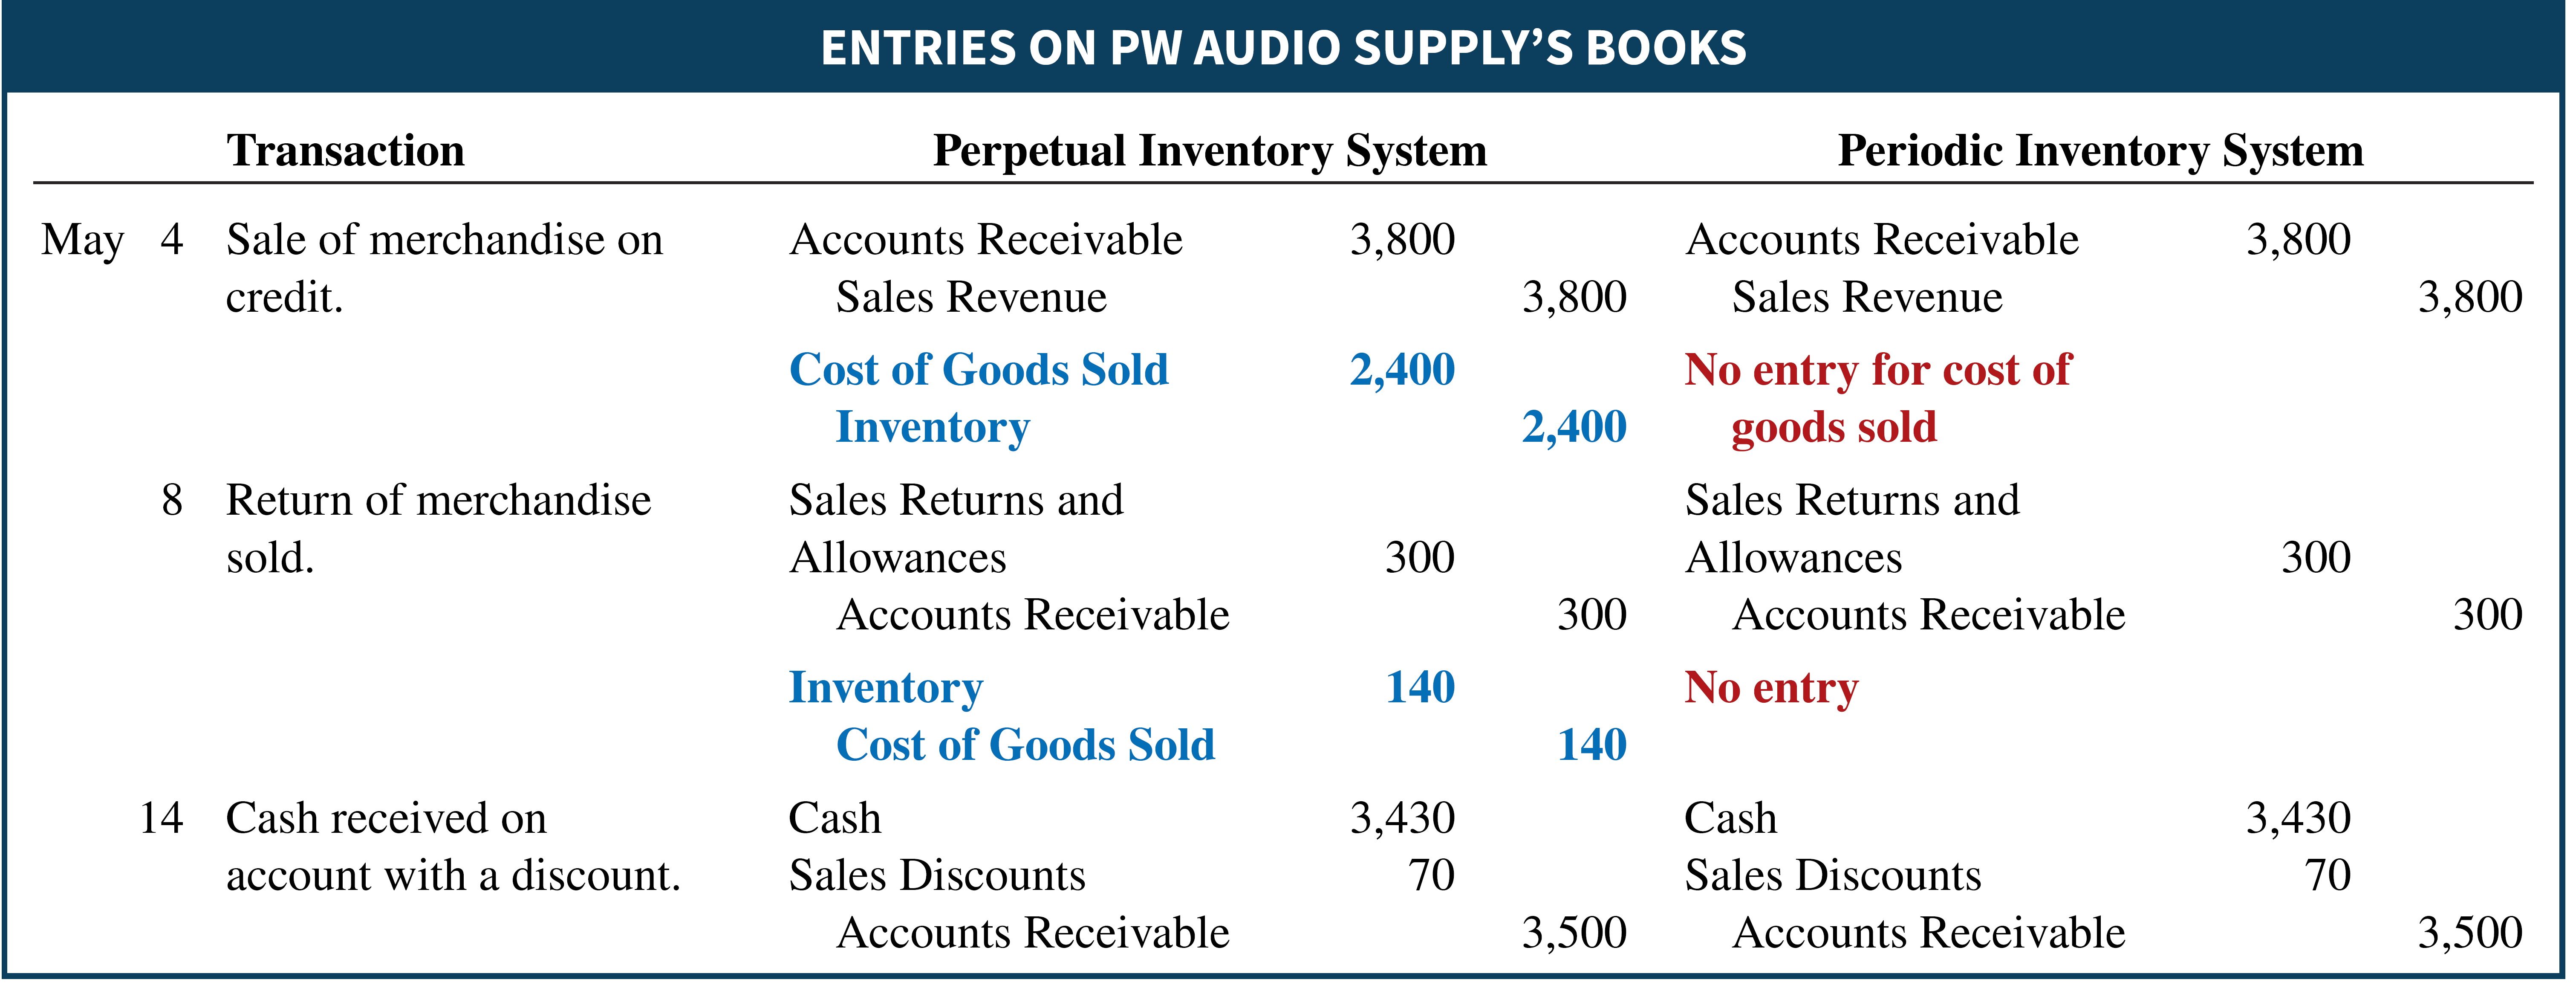 ENTRIES ON PW AUDIO SUPPLY’S BOOKS
Transaction Perpetual Inventory System Periodic Inventory System
May 4 Sale of merchandise on Accounts Receivable 3,800 Accounts Receivable 3,800
credit. Sales Revenue 3,800 Sales Revenue 3,800
Cost of Goods Sold 2,400 No entry for cost of
Inventory 2,400 goods sold
8 Return of merchandise Sales Returns and Sales Returns and
sold. Allowances 300 Allowances 300
Accounts Receivable 300 Accounts Receivable 300
Inventory 140 No entry
Cost of Goods Sold 140
14 Cash received on Cash 3,430 Cash 3,430
account with a discount. Sales Discounts 70 Sales Discounts 70
Accounts Receivable 3,500 Accounts Receivable 3,500